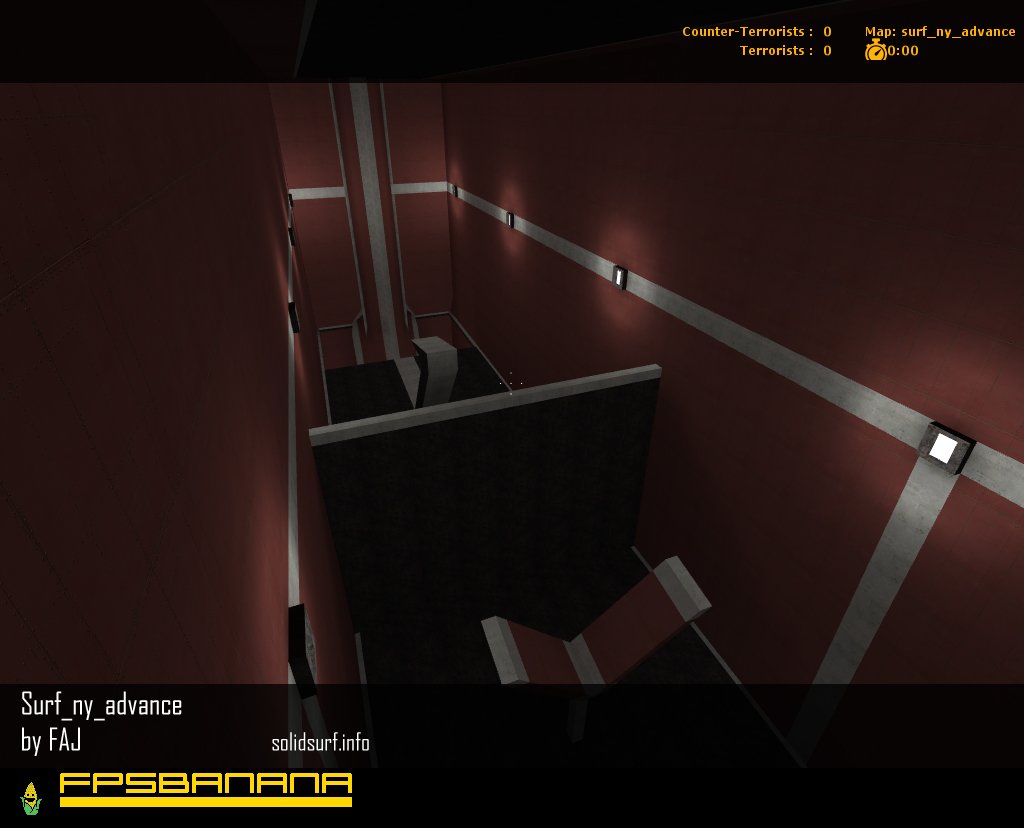 Counter-Terrorists : 0 Map: surf_ny_advance
Terrorists : 0 0:00
Surf_ny_advance
by FAJ solidsurf.info
FPSBANANA